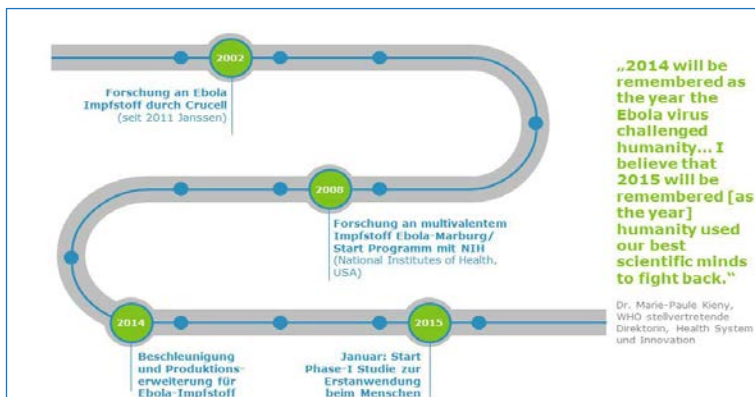 2002
Forschung an Ebola
Impfstoff durch Crucell
(seit 2011 Janssen)
2008
Forschung an multivalentem
Impfstoff Ebola-Marburg/
Start Programm mit NIH
(National Institutes of Health,
USA)
2014
Beschleunigung
und Produktions-
erweiterung für
Ebola-Impfstoff
2015
Januar: Start
Phase-I Studie zur
Erstanwendung
beim Menschen
„2014 will be
remembered as
the year the
Ebola virus
challenged
humanity... I
believe that
2015 will be
remembered [as
the year]
humanity used
our best
scientific minds
to fight back.“
Dr. Marie-Paule Kieny,
WHO stellvertretende
Direktorin, Health System
und Innovation